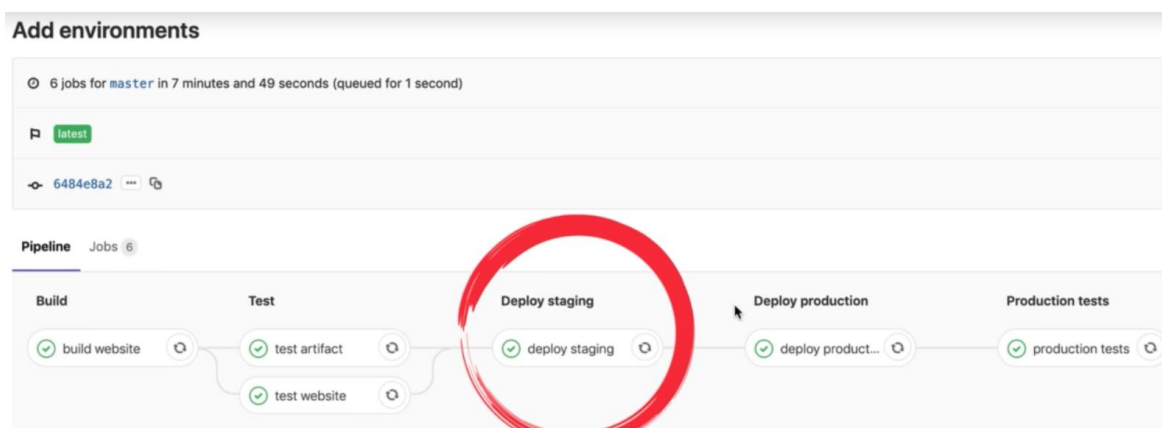 Add environments
6 jobs for master in 7 minutes and 49 seconds (queued for 1 second)
latest
6484e8a2 ...
Pipeline Jobs 6
Build Test Deploy staging Deploy production Production tests
build website test artifact deploy staging deploy product... production tests
test website